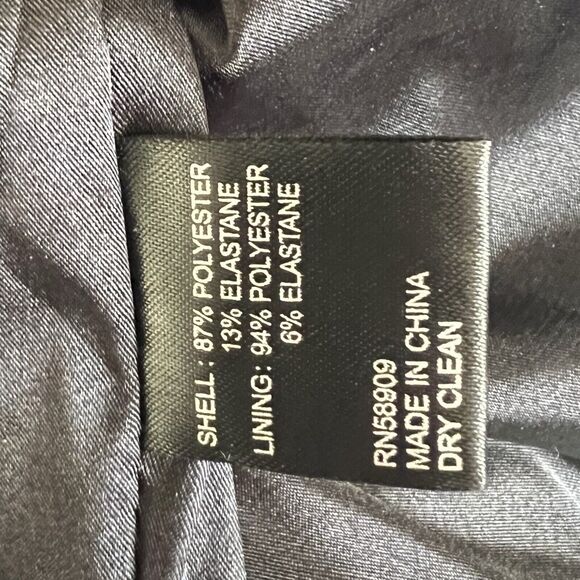 SHELL : 87% POLYESTER
13% ELASTANE
LINING: 94% POLYESTER
6% ELASTANE
RN58909
MADE IN CHINA
DRY CLEAN